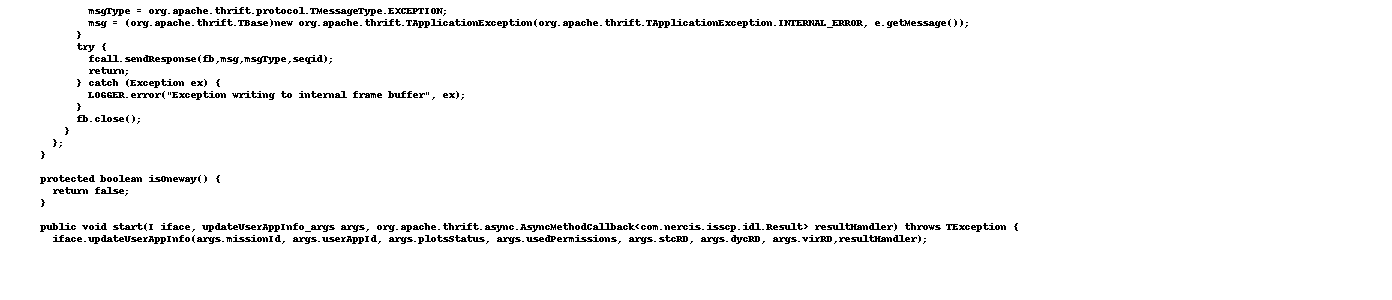 msgType = org.apache.thrift.protocol.TMessageType.EXCEPTION;
msg = (org.apache.thrift.TBase)new org.apache.thrift.TApplicationException(org.apache.thrift.TApplicationException.INTERNAL_ERROR, e.getMessage());
}
try {
fcall.sendResponse(fb,msg,msgType,seqid);
return;
} catch (Exception ex) {
LOGGER.error("Exception writing to internal frame buffer", ex);
}
fb.close();
}
};
}
protected boolean isOneway() {
return false;
}
public void start(I iface, updateUserAppInfo_args args, org.apache.thrift.async.AsyncMethodCallback<com.nercis.isscp.idl.Result> resultHandler) throws TException {
iface.updateUserAppInfo(args.missionId, args.userAppId, args.plotsStatus, args.usedPermissions, args.stcRD, args.dycRD, args.virRD,resultHandler);